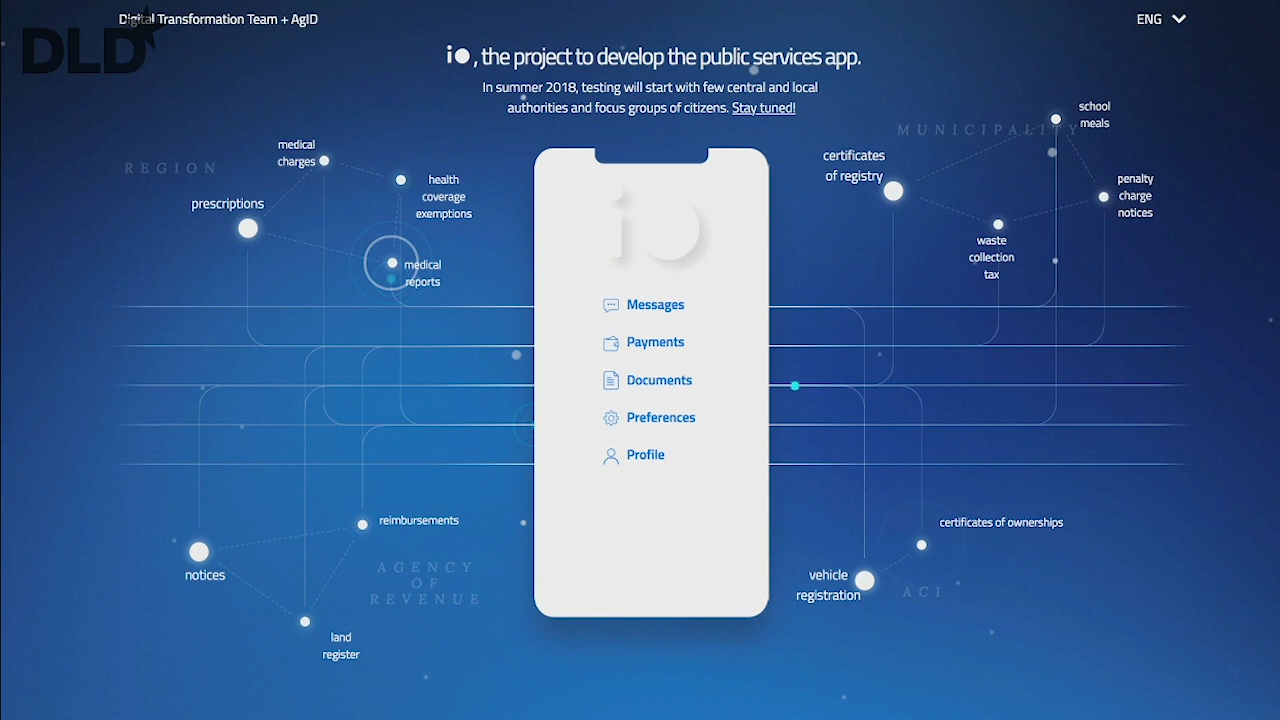 Digital Transformation Team + AgID
ENG
DLD
io, the project to develop the public services app.
In summer 2018, testing will start with few central and local
authorities and focus groups of citizens. Stay tuned!
REGION
medical
charges
prescriptions
health
coverage
exemptions
medical
reports
MUNICIPALITY
school
meals
certificates
of registry
penalty
charge
notices
waste
collection
tax
io
Messages
Payments
Documents
Preferences
Profile
reimbursements
notices
AGENCY
OF
REVENUE
land
register
certificates of ownerships
vehicle
registration
ACI